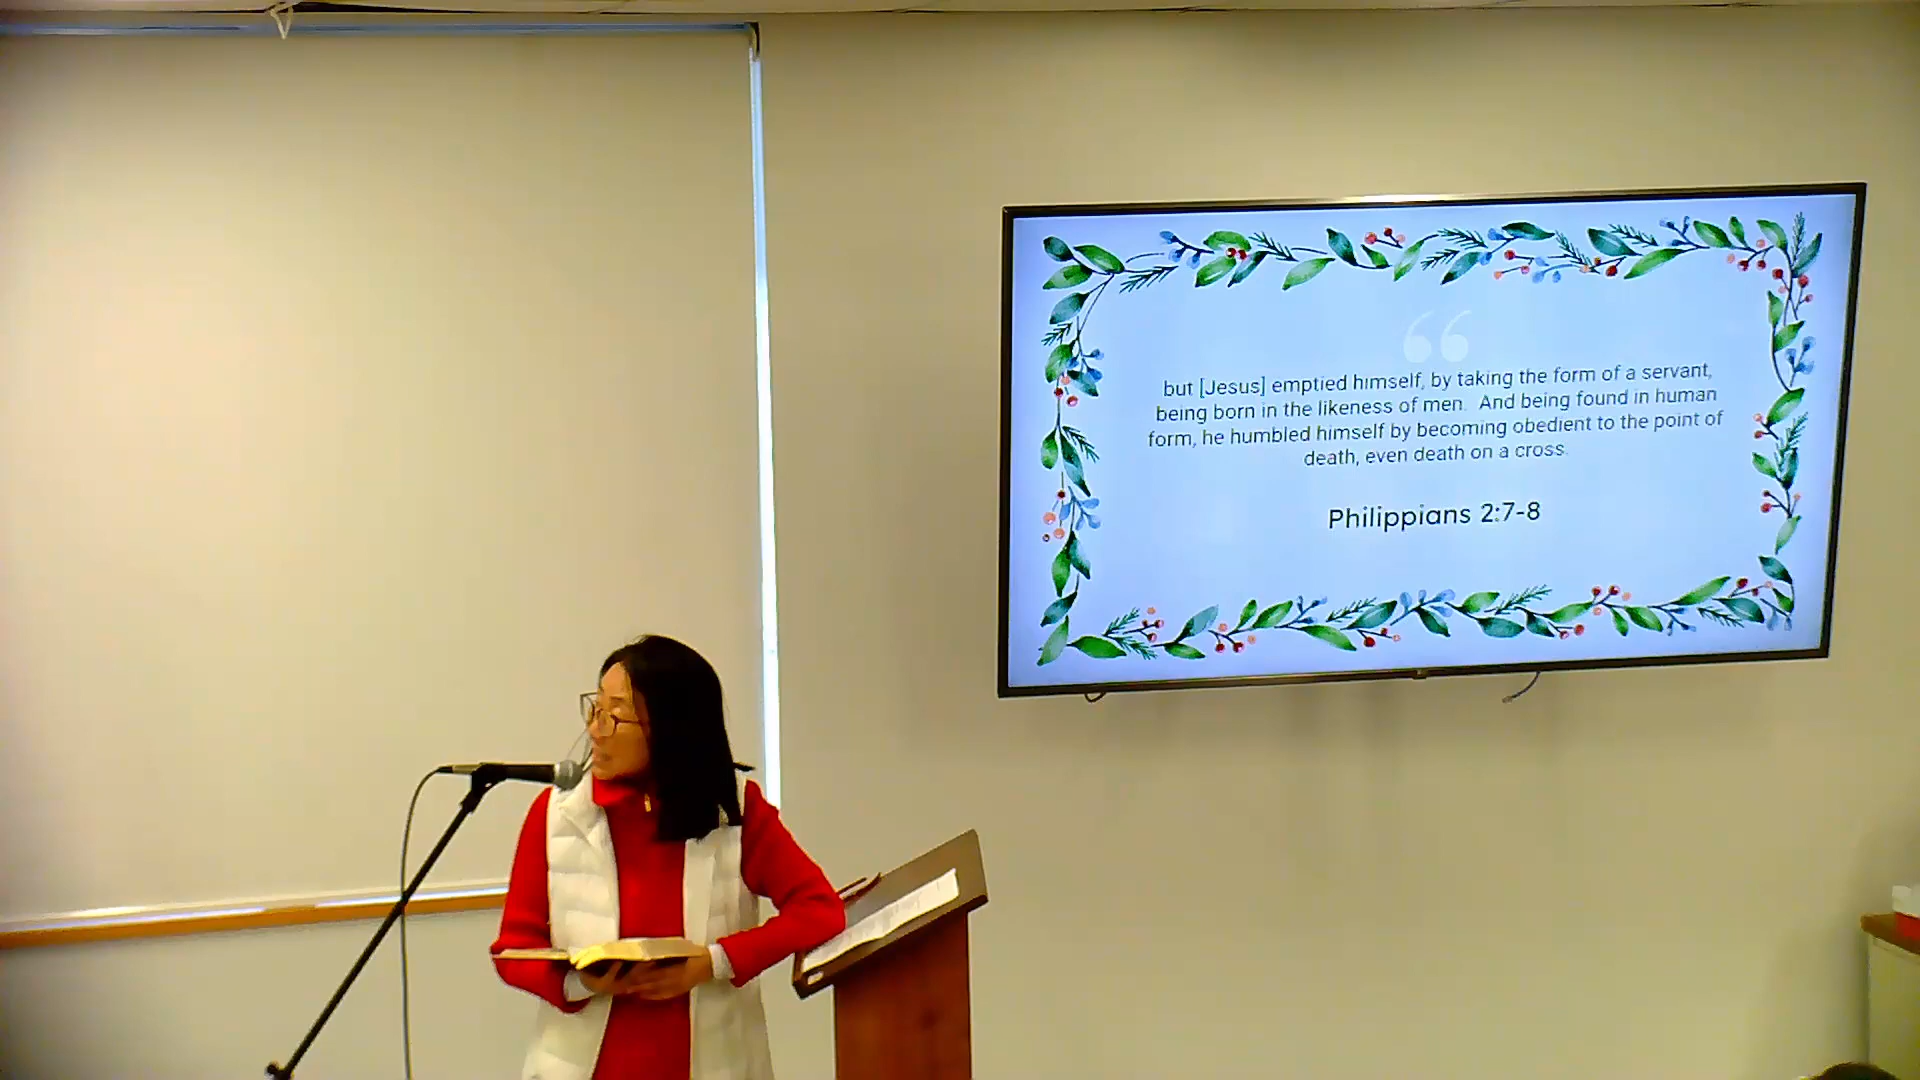 “
but [Jesus] emptied himself, by taking the form of a servant,
being born in the likeness of men. And being found in human
form, he humbled himself by becoming obedient to the point of
death, even death on a cross.
Philippians 2:7-8